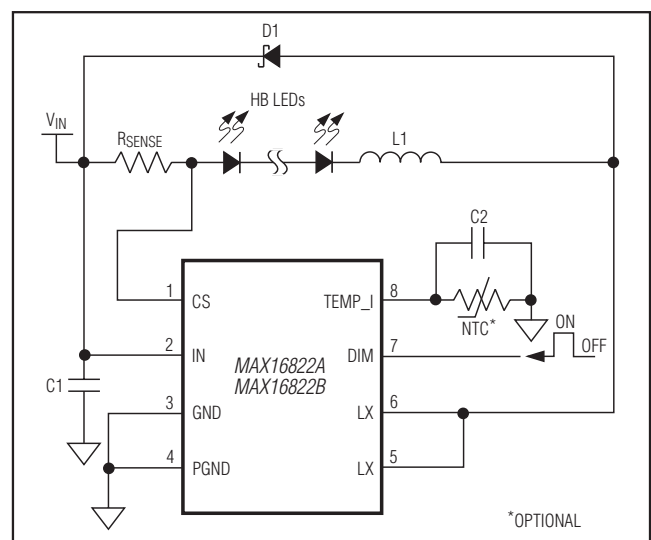 D1
HB LEDs
VIN
RSENSE
L1
C2
1
CS
TEMP_I
8
NTC*
ON
OFF
2
IN
DIM
7
MAX16822A
MAX16822B
C1
3
GND
LX
6
4
PGND
LX
5
*OPTIONAL